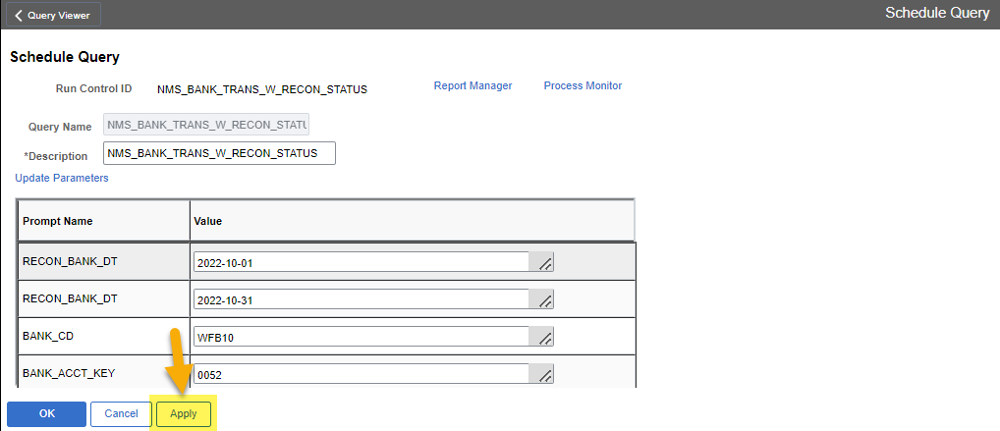 Query Viewer
Schedule Query
Schedule Query
Run Control ID NMS_BANK_TRANS_W_RECON_STATUS Report Manager Process Monitor
Query Name NMS_BANK_TRANS_W_RECON_STATU
*Description NMS_BANK_TRANS_W_RECON_STATUS
Update Parameters
Prompt Name Value
RECON_BANK_DT 2022-10-01
RECON_BANK_DT 2022-10-31
BANK_CD WFB10
BANK_ACCT_KEY 0052
OK Cancel Apply